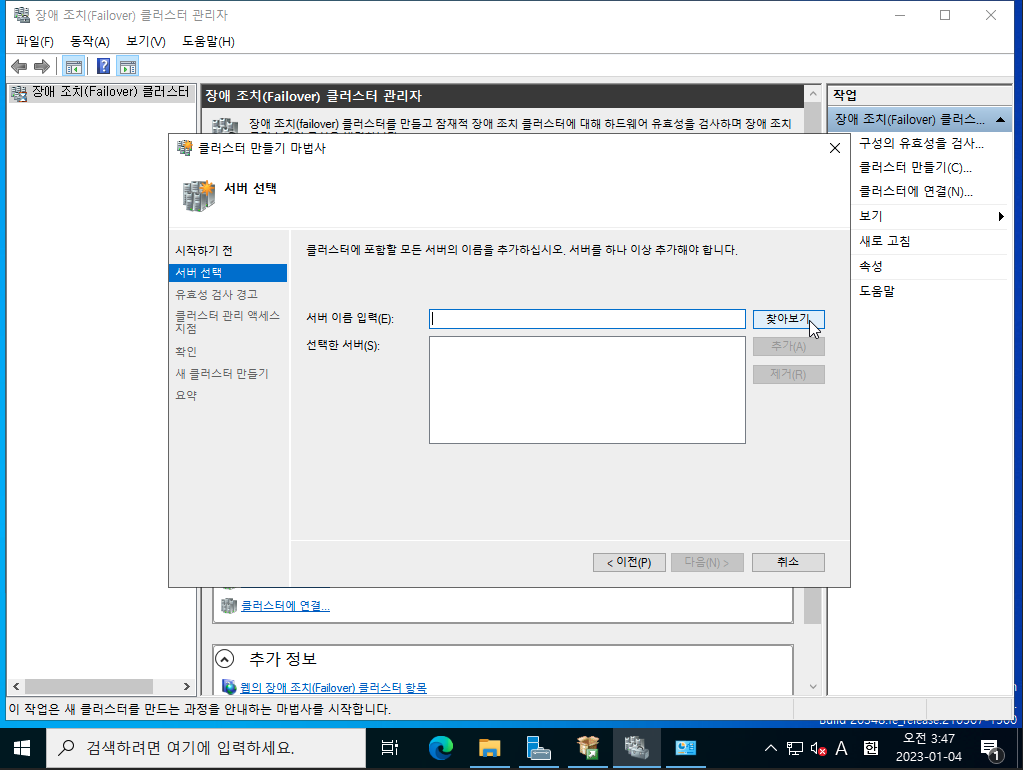 장애 조치(Failover) 클러스터 관리자
파일(F) 동작(A) 보기(V) 도움말(H)
장애 조치(Failover) 클러스터
장애 조치(Failover) 클러스터 관리자
장애 조치(failover) 클러스터를 만들고 잠재적 장애 조치 클러스터에 대해 하드웨어 유효성을 검사하며 장애 조치
작업
장애 조치(Failover) 클러스...
구성의 유효성을 검사...
클러스터 만들기(C)...
클러스터에 연결(N)...
보기
새로 고침
속성
도움말
클러스터 만들기 마법사
서버 선택
시작하기 전
서버 선택
유효성 검사 경고
클러스터 관리 액세스
지점
확인
새 클러스터 만들기
요약
클러스터에 포함할 모든 서버의 이름을 추가하십시오. 서버를 하나 이상 추가해야 합니다.
서버 이름 입력(E):
찾아보기
선택한 서버(S):
추가(A)
제거(R)
< 이전(P)
다음(N) >
취소
클러스터에 연결...
추가 정보
웹의 장애 조치(Failover) 클러스터 항목
이 작업은 새 클러스터를 만드는 과정을 안내하는 마법사를 시작합니다.
검색하려면 여기에 입력하세요.
A 한
오전 3:47
2023-01-04
1